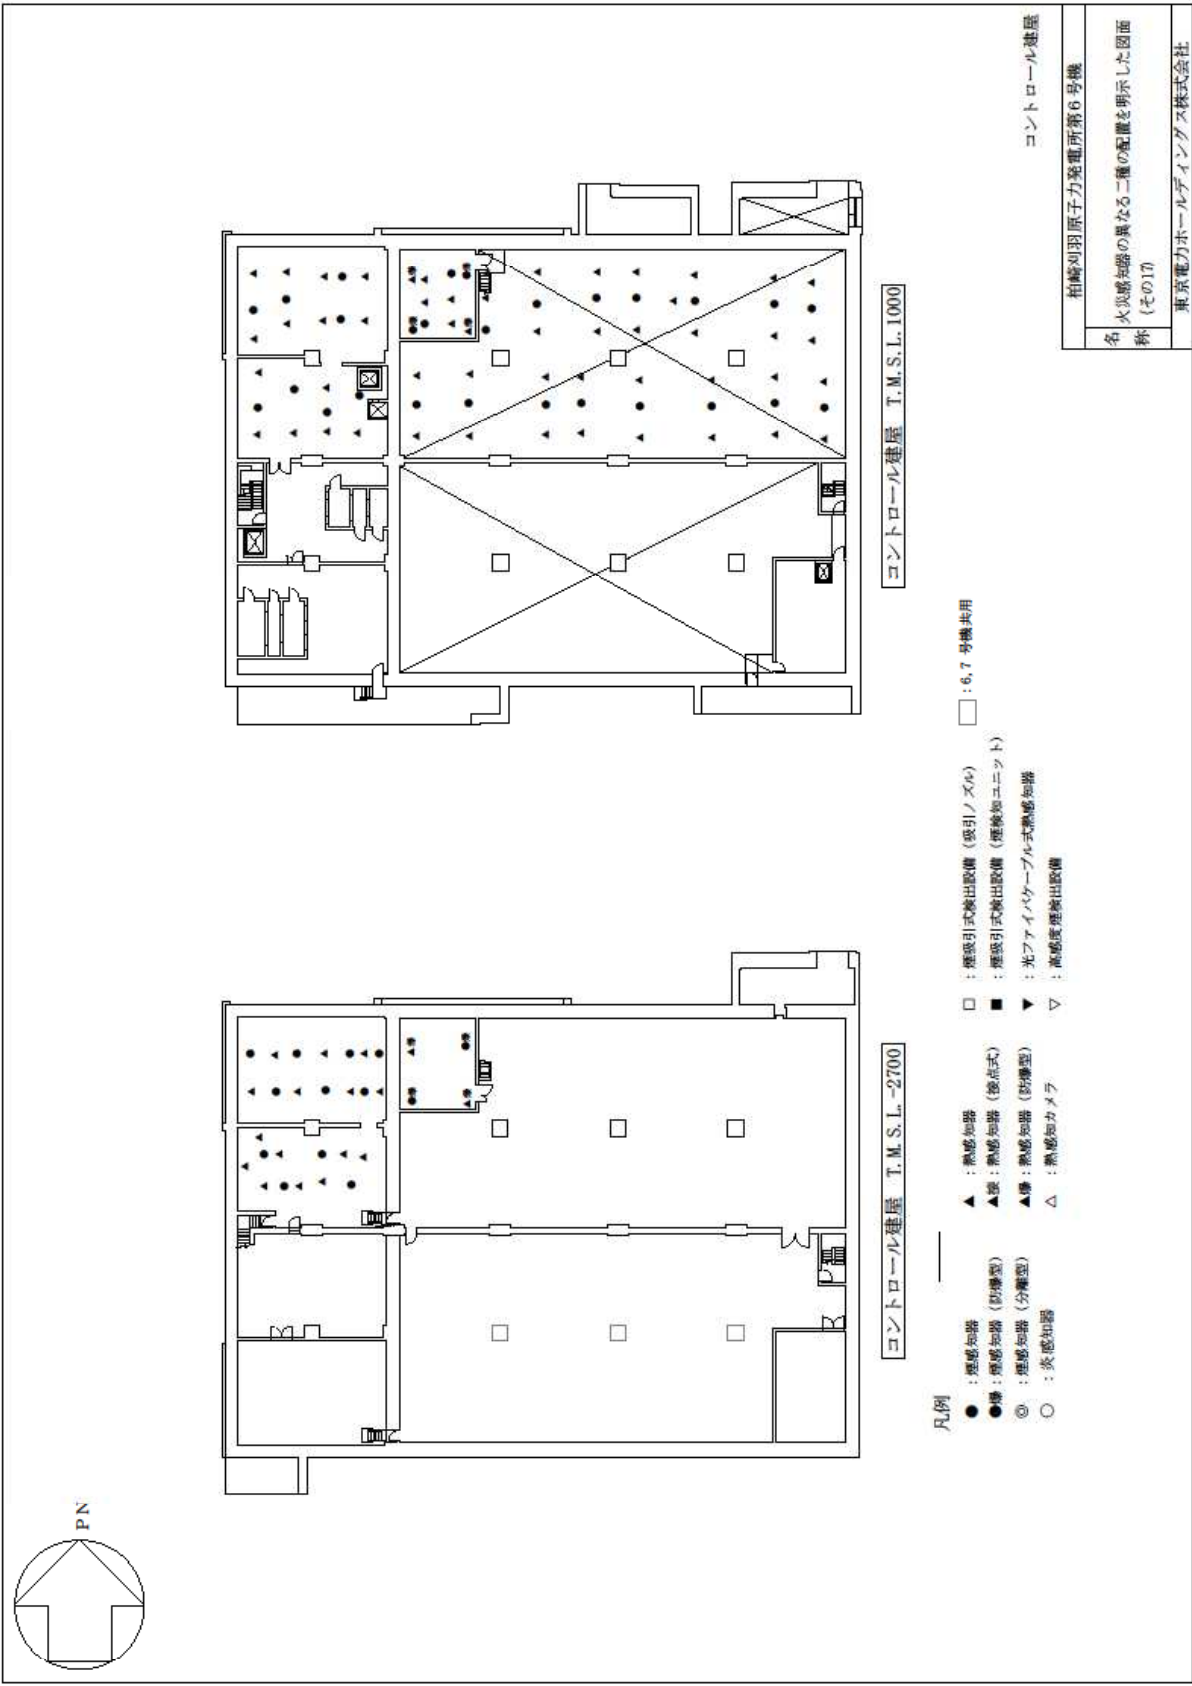 PN
コントロール建屋 T.M.S.L.-2700
コントロール建屋 T.M.S.L.1000
凡例
● : 煙感知器
●爆 : 煙感知器 (防爆型)
◎ : 煙感知器 (分離型)
○ : 炎感知器
▲ : 熱感知器
▲接 : 熱感知器 (接点式)
▲爆 : 熱感知器 (防爆型)
△ : 熱感知カメラ
□ : 煙吸引式検出設備 (吸引ノズル)
■ : 煙吸引式検出設備 (煙検知ユニット)
▼ : 光ファイバケーブル式熱感知器
▽ : 高感度煙検出設備
□ : 6,7 号機共用
コントロール建屋
柏崎刈羽原子力発電所第6号機
名称
火災感知器の異なる二種の配置を明示した図面
(その17)
東京電力ホールディングス株式会社